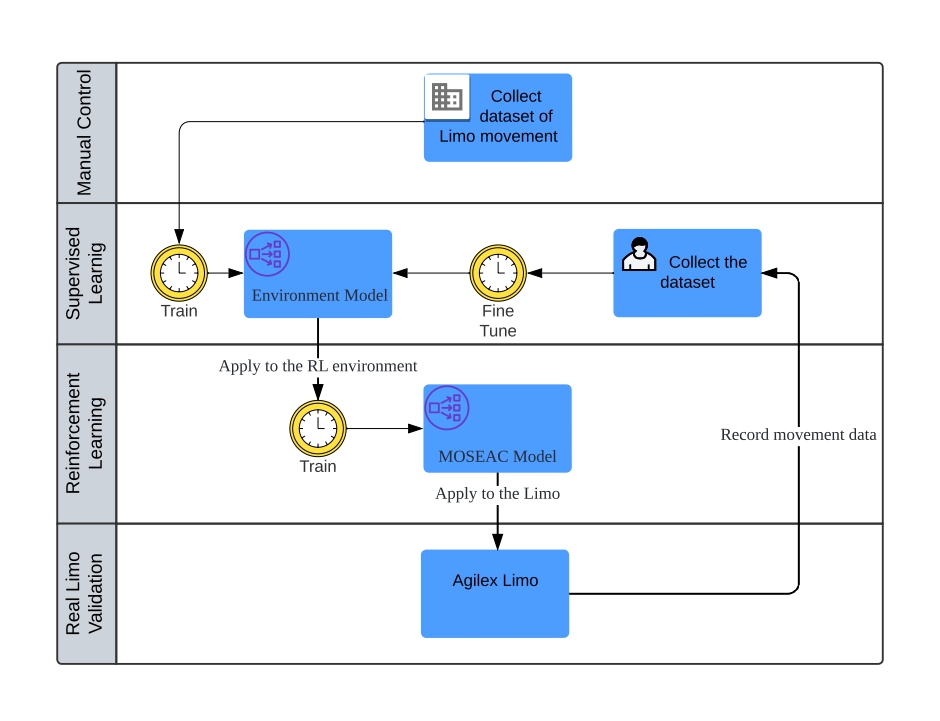 Manual Control
Collect
dataset of
Limo movement
Supervised
Learnig
Train
Environment Model
Fine
Tune
Collect the
dataset
Apply to the RL environment
Reinforcement
Learning
Train
MOSEAC Model
Record movement data
Apply to the Limo
Real Limo
Validation
Agilex Limo